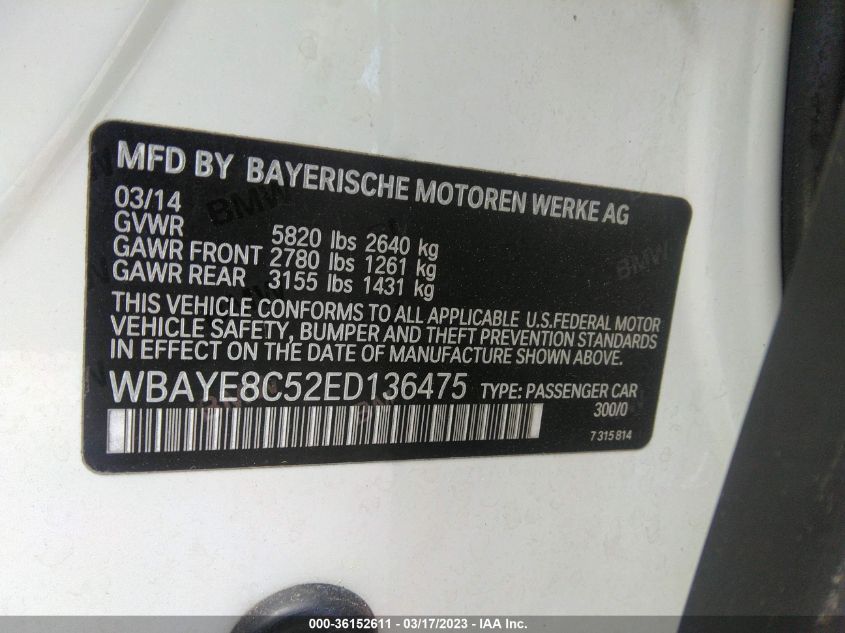 MFD BY BAYERISCHE MOTOREN WERKE AG
03/14
GVWR 5820 lbs 2640 kg
GAWR FRONT 2780 lbs 1261 kg
GAWR REAR 3155 lbs 1431 kg
THIS VEHICLE CONFORMS TO ALL APPLICABLE U.S.FEDERAL MOTOR
VEHICLE SAFETY, BUMPER AND THEFT PREVENTION STANDARDS
IN EFFECT ON THE DATE OF MANUFACTURE SHOWN ABOVE.
WBAYE8C52ED136475 TYPE: PASSENGER CAR
300/0
7 315 814
BMW
BMW
000-36152611 - 03/17/2023 - IAA Inc.